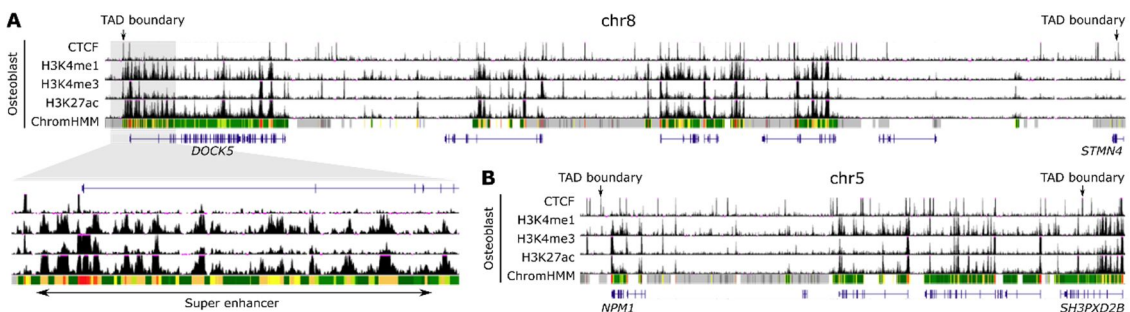 A
TAD boundary
chr8
TAD boundary
Osteoblast
CTCF
H3K4me1
H3K4me3
H3K27ac
ChromHMM
DOCK5
STMN4
Super enhancer
B
TAD boundary
chr5
TAD boundary
Osteoblast
CTCF
H3K4me1
H3K4me3
H3K27ac
ChromHMM
NPM1
SH3PXD2B